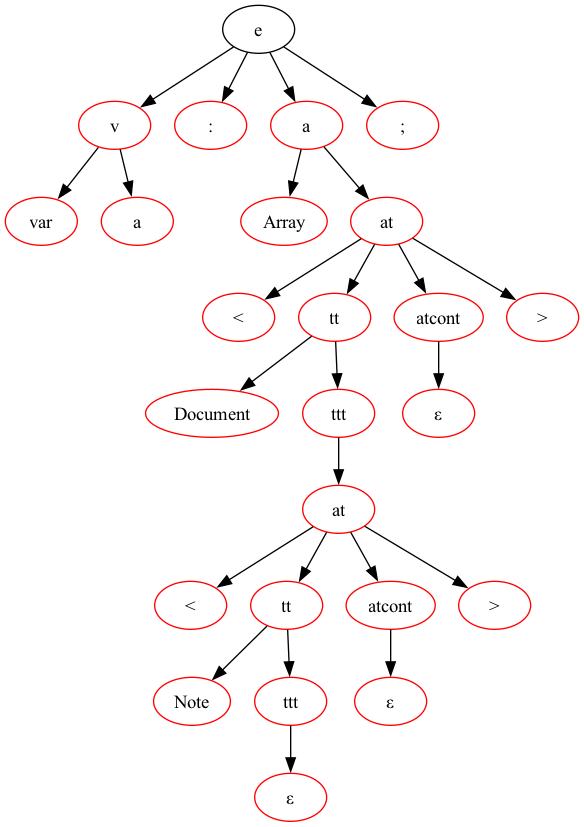 e
v : a ;
var a Array at
< tt atcont >
Document ttt ε
at
< tt atcont >
Note ttt ε
ε